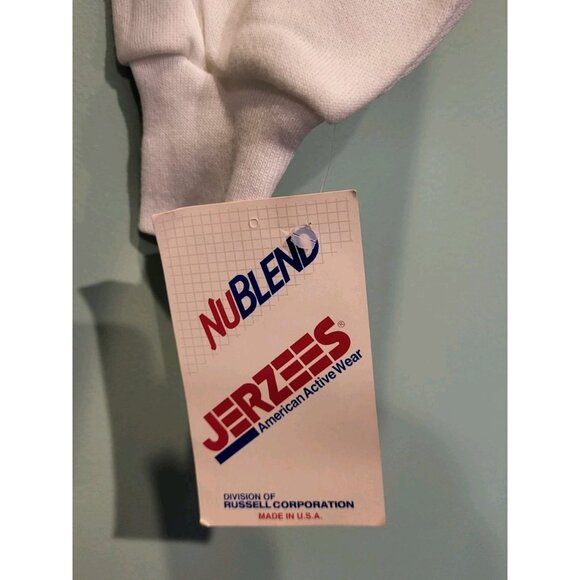 NUBLEND
JERZEES®
American Active Wear
DIVISION OF
RUSSELL CORPORATION
MADE IN U.S.A.